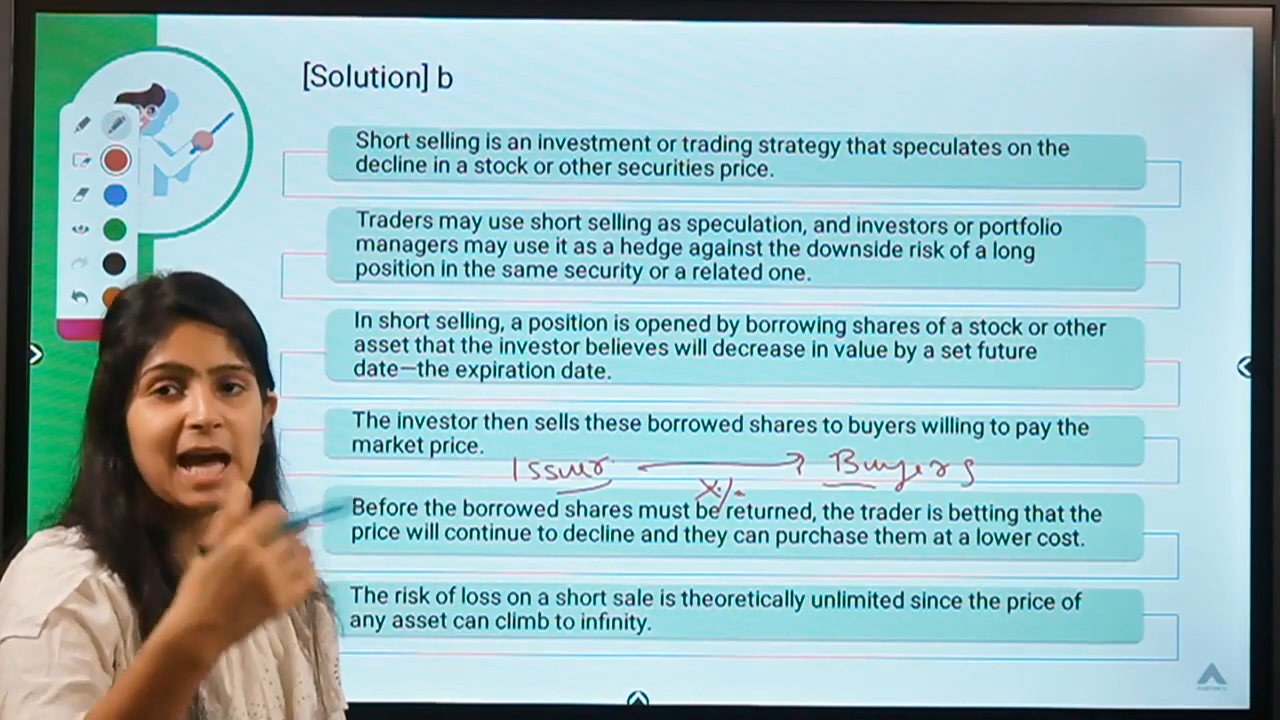 [Solution] b
Short selling is an investment or trading strategy that speculates on the
decline in a stock or other securities price.
Traders may use short selling as speculation, and investors or portfolio
managers may use it as a hedge against the downside risk of a long
position in the same security or a related one.
In short selling, a position is opened by borrowing shares of a stock or other
asset that the investor believes will decrease in value by a set future
date—the expiration date.
The investor then sells these borrowed shares to buyers willing to pay the
market price.
Issuer Buyers
Before the borrowed shares must be returned, the trader is betting that the
price will continue to decline and they can purchase them at a lower cost.
The risk of loss on a short sale is theoretically unlimited since the price of
any asset can climb to infinity.